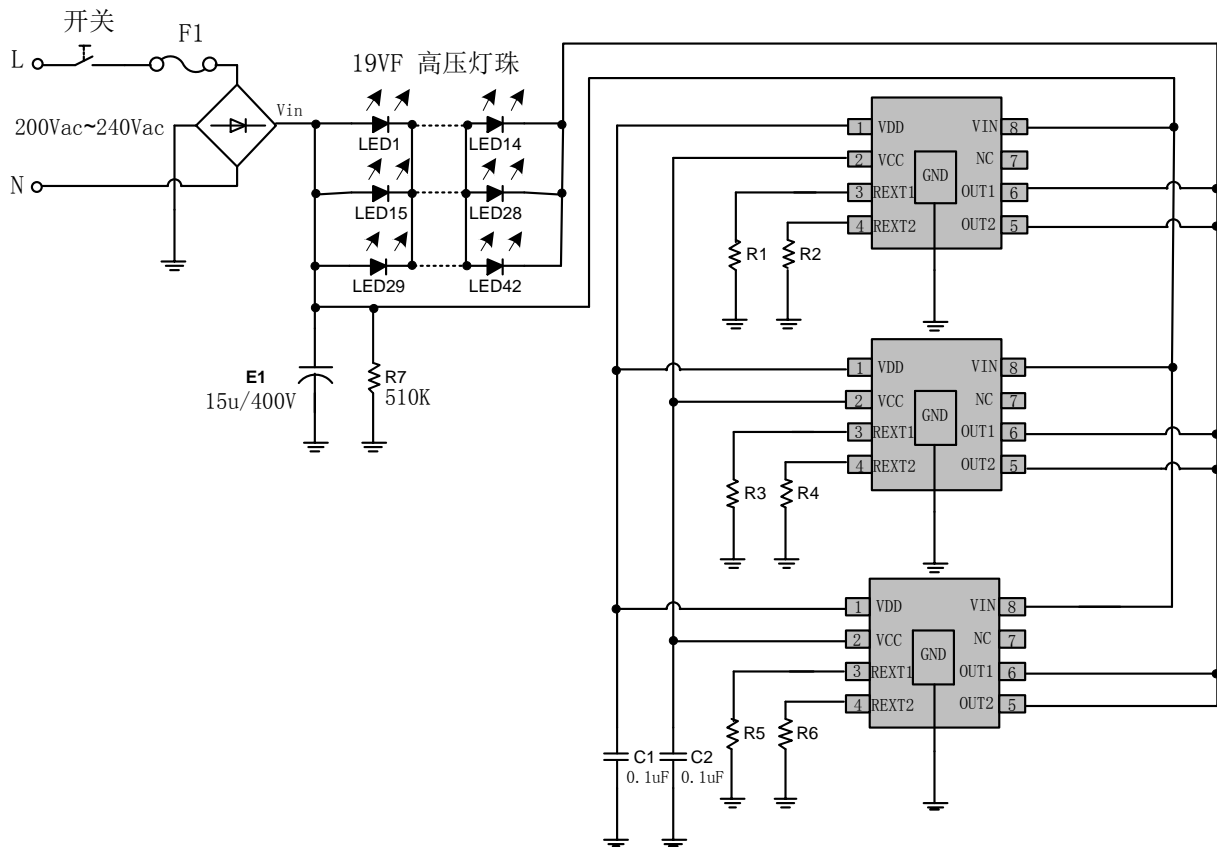 开关
F1
L
19VF 高压灯珠
Vin
200Vac~240Vac
N
LED1
LED14
LED15
LED28
LED29
LED42
E1
15u/400V
R7
510K
1 VDD VIN 8
2 VCC NC 7
3 REXT1 GND OUT1 6
4 REXT2 OUT2 5
R1 R2
1 VDD VIN 8
2 VCC NC 7
3 REXT1 GND OUT1 6
4 REXT2 OUT2 5
R3 R4
1 VDD VIN 8
2 VCC NC 7
3 REXT1 GND OUT1 6
4 REXT2 OUT2 5
R5 R6
C1 C2
0.1uF 0.1uF